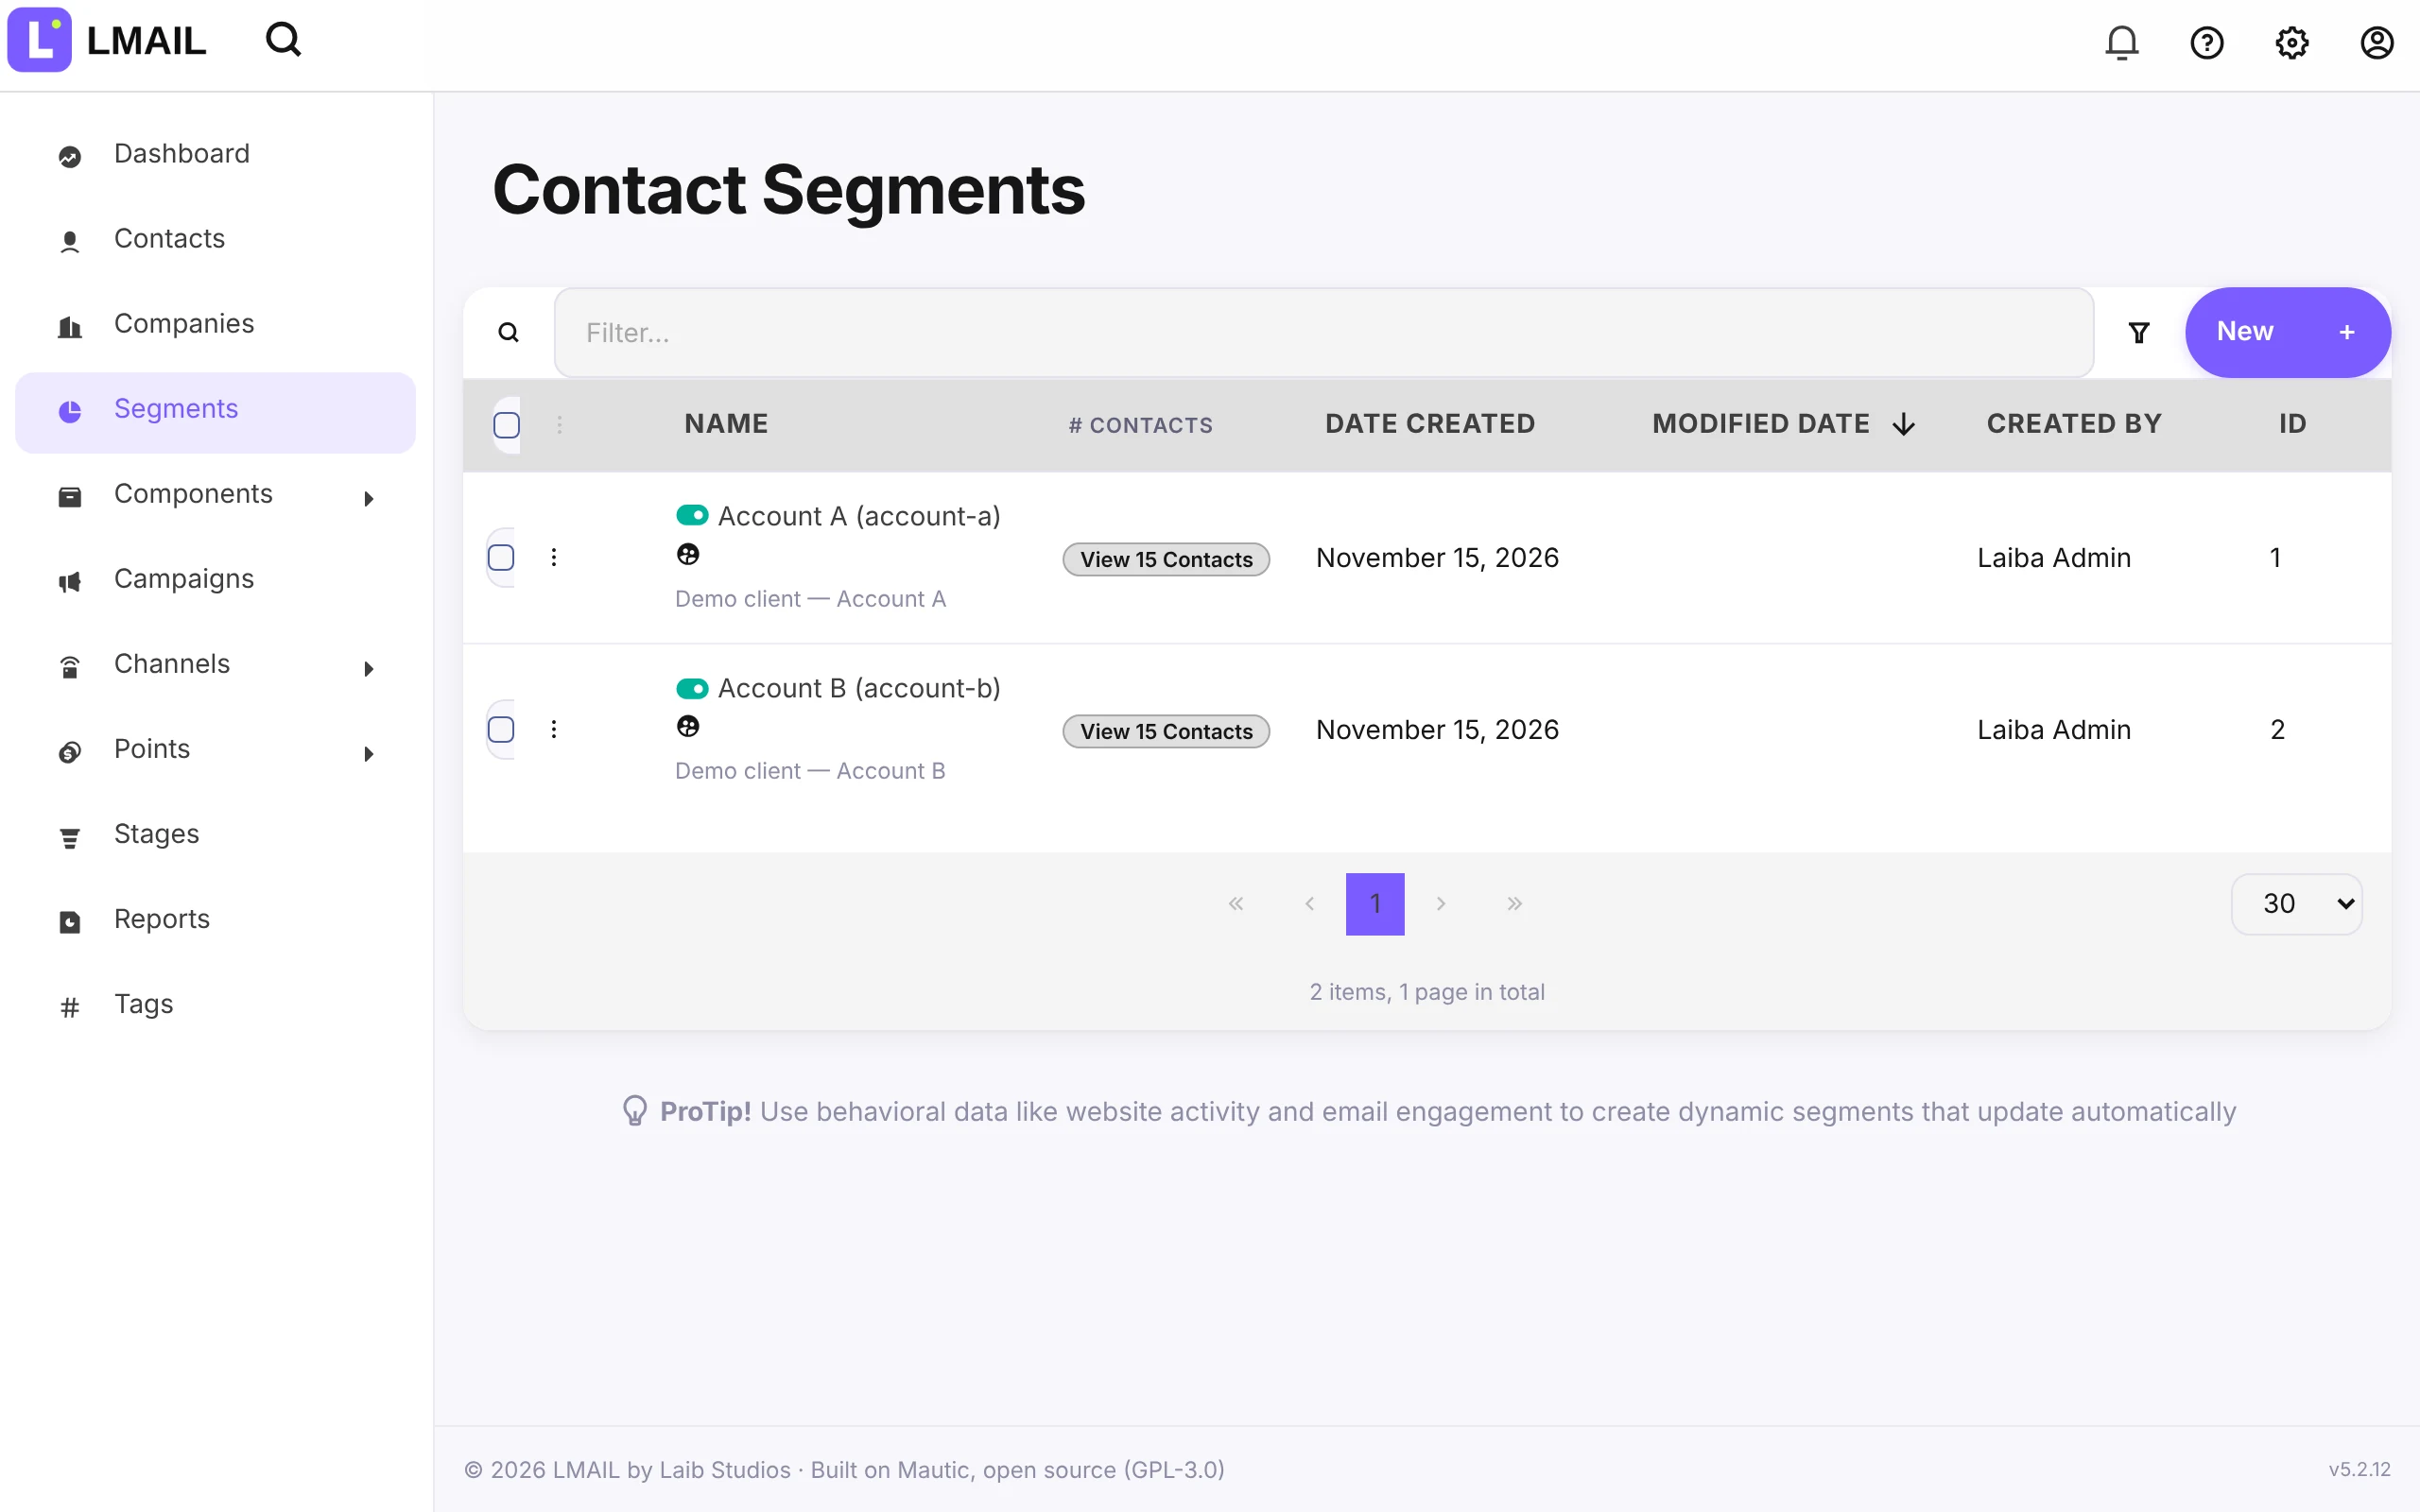 LMAIL
Dashboard
Contacts
Companies
Segments
Components
Campaigns
Channels
Points
Stages
Reports
Tags
Contact Segments
Filter...
New +
NAME # CONTACTS DATE CREATED MODIFIED DATE CREATED BY ID
Account A (account-a)
View 15 Contacts November 15, 2026 Laiba Admin 1
Demo client — Account A
Account B (account-b)
View 15 Contacts November 15, 2026 Laiba Admin 2
Demo client — Account B
« ‹ 1 › » 30
2 items, 1 page in total
ProTip! Use behavioral data like website activity and email engagement to create dynamic segments that update automatically
© 2026 LMAIL by Laib Studios · Built on Mautic, open source (GPL-3.0) v5.2.12